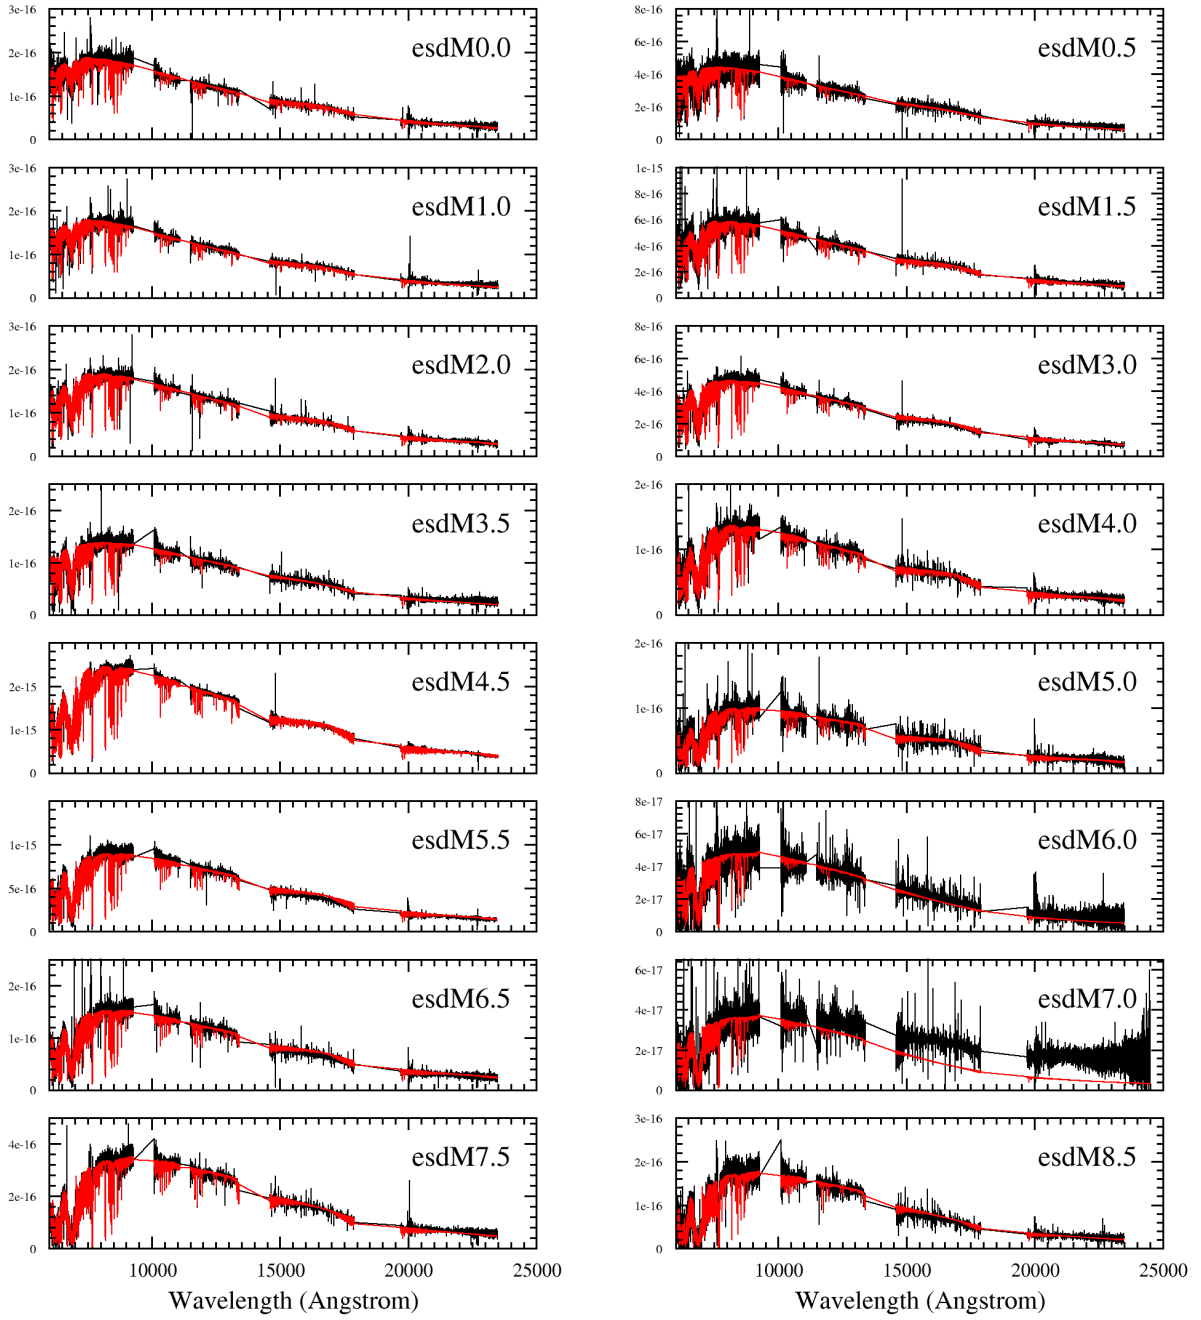 3e-16
2e-16
1e-16
0
esdM0.0
8e-16
6e-16
4e-16
2e-16
0
esdM0.5
3e-16
2e-16
1e-16
0
esdM1.0
1e-15
8e-16
6e-16
4e-16
2e-16
0
esdM1.5
3e-16
2e-16
1e-16
0
esdM2.0
8e-16
6e-16
4e-16
2e-16
0
esdM3.0
2e-16
1e-16
0
esdM3.5
2e-16
1e-16
0
esdM4.0
2e-15
1e-15
0
esdM4.5
2e-16
1e-16
0
esdM5.0
1e-15
5e-16
0
esdM5.5
8e-17
6e-17
4e-17
2e-17
0
esdM6.0
2e-16
1e-16
0
esdM6.5
6e-17
4e-17
2e-17
0
esdM7.0
4e-16
2e-16
0
esdM7.5
3e-16
2e-16
1e-16
0
esdM8.5
10000 15000 20000 25000
10000 15000 20000 25000
Wavelength (Angstrom)
Wavelength (Angstrom)